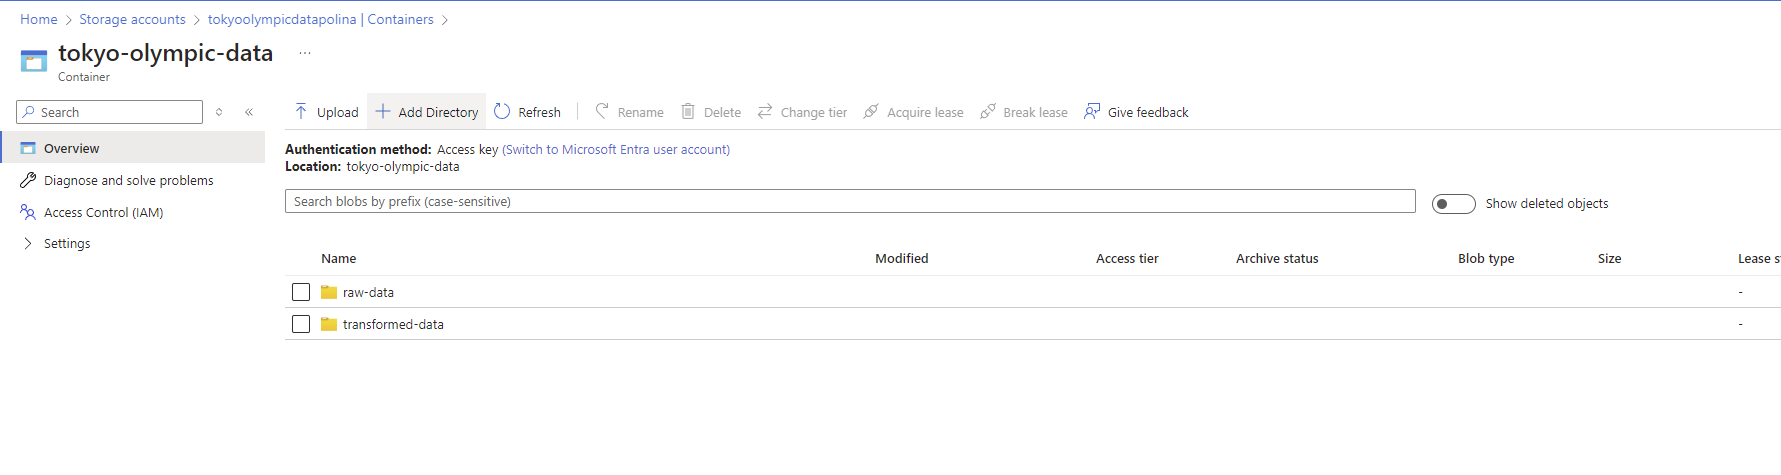 Home > Storage accounts > tokyoolympicdatapolina | Containers >
tokyo-olympic-data ...
Container
Search
Upload Add Directory Refresh Rename Delete Change tier Acquire lease Break lease Give feedback
Overview
Diagnose and solve problems
Access Control (IAM)
Settings
Authentication method: Access key (Switch to Microsoft Entra user account)
Location: tokyo-olympic-data
Search blobs by prefix (case-sensitive)
Show deleted objects
Name Modified Access tier Archive status Blob type Size Lease s
raw-data -
transformed-data -